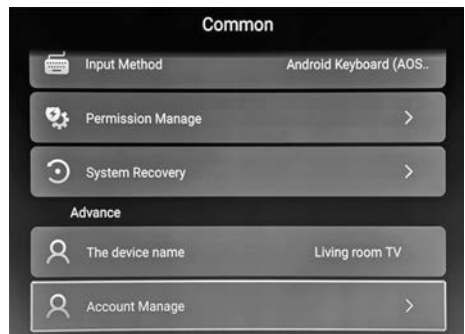 Common
Input Method Android Keyboard (AOS..
Permission Manage
System Recovery
Advance
The device name Living room TV
Account Manage